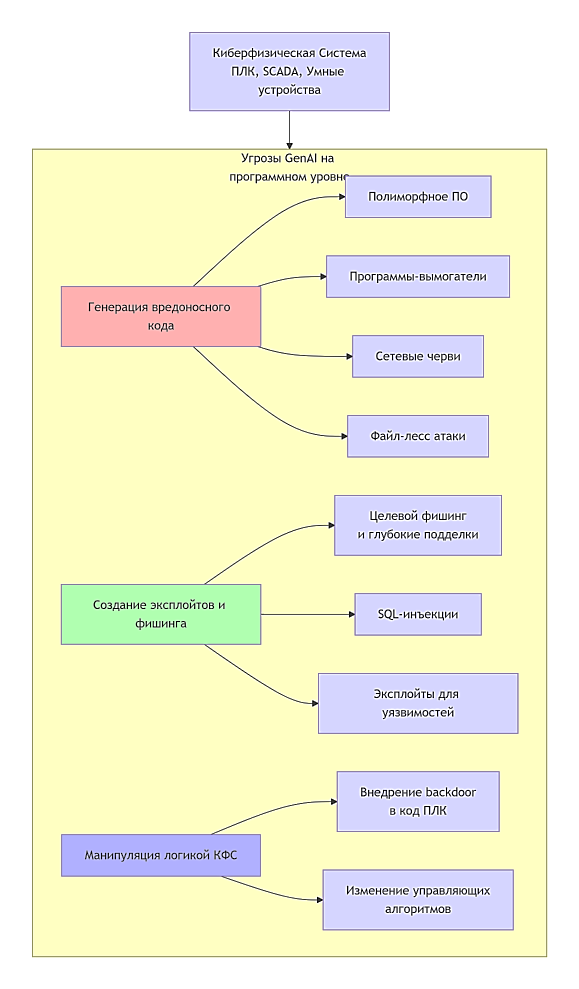 Киберфизическая Система
ПЛК, SCADA, Умные
устройства
Угрозы GenAI на
программном уровне
Полиморфное ПО
Программы-вымогатели
Генерация вредоносного
кода
Сетевые черви
Файл-лесс атаки
Целевой фишинг
и глубокие подделки
Создание эксплойтов и
фишинга
SQL-инъекции
Эксплойты для
уязвимостей
Внедрение backdoor
в код ПЛК
Манипуляция логикой КФС
Изменение управляющих
алгоритмов